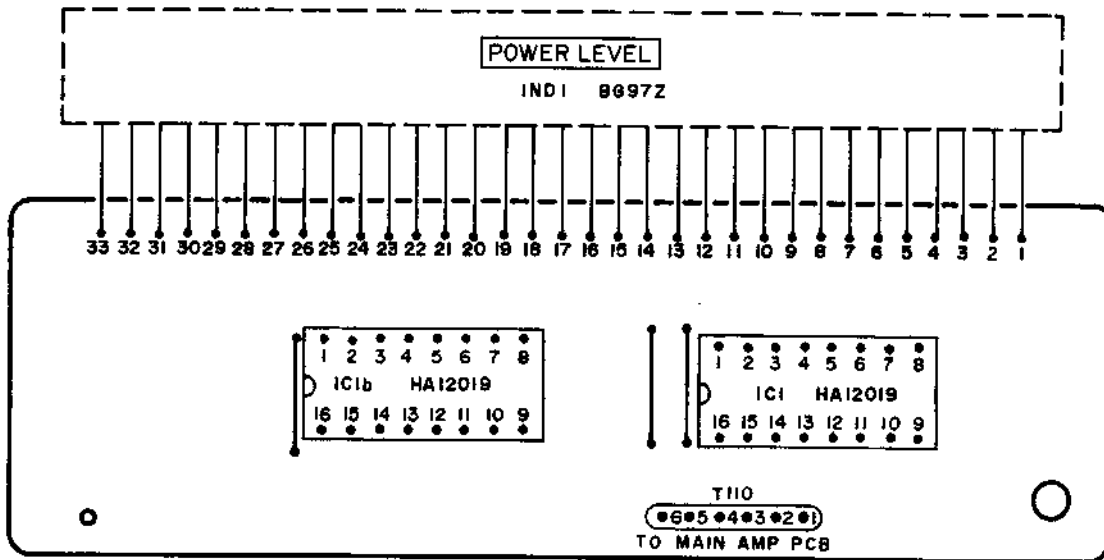 POWER LEVEL
IND1 BG97Z
33 32 31 30 29 28 27 26 25 24 23 22 21 20 19 18 17 16 15 14 13 12 11 10 9 8 7 6 5 4 3 2 1
1 2 3 4 5 6 7 8
IC1b HA12019
16 15 14 13 12 11 10 9
1 2 3 4 5 6 7 8
IC1 HA12019
16 15 14 13 12 11 10 9
T110
6 5 4 3 2 1
TO MAIN AMP PCB